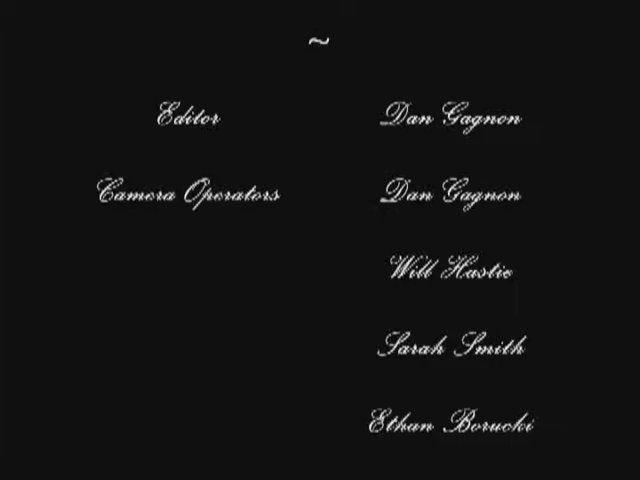 ~
Editor Dan Gagnon
Camera Operators Dan Gagnon
Will Hastie
Sarah Smith
Ethan Borucki